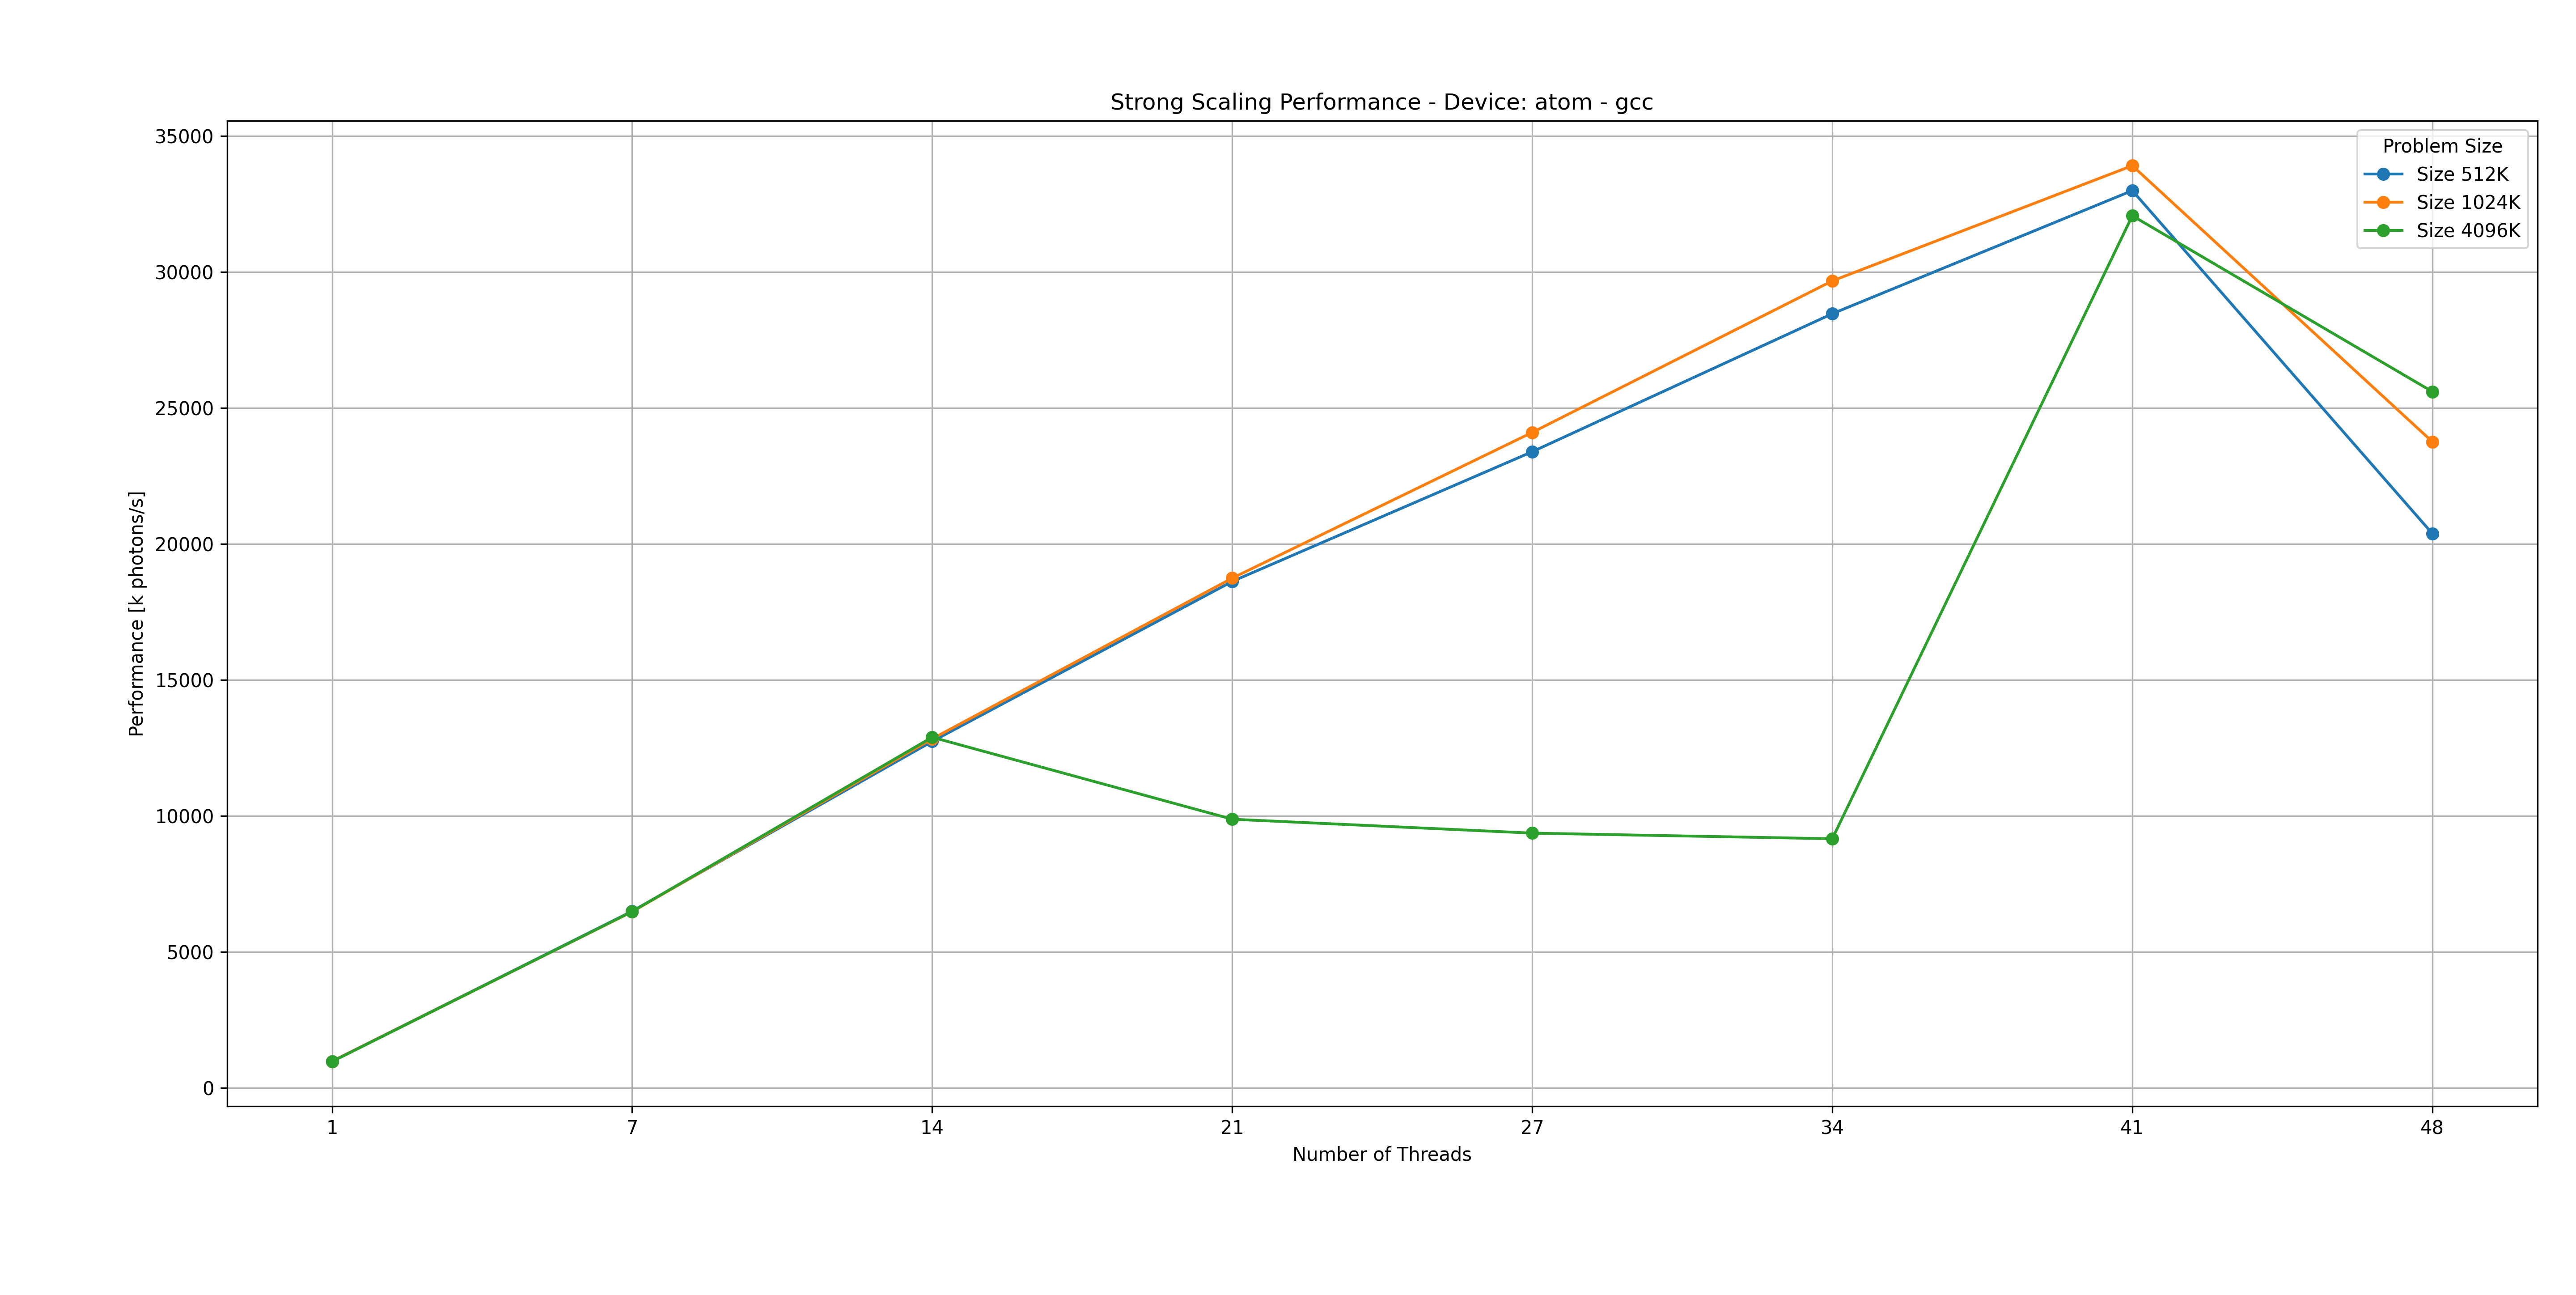 Strong Scaling Performance - Device: atom - gcc
35000
30000
25000
20000
15000
10000
5000
0
Performance [k photons/s]
Problem Size
Size 512K
Size 1024K
Size 4096K
1 7 14 21 27 34 41 48
Number of Threads